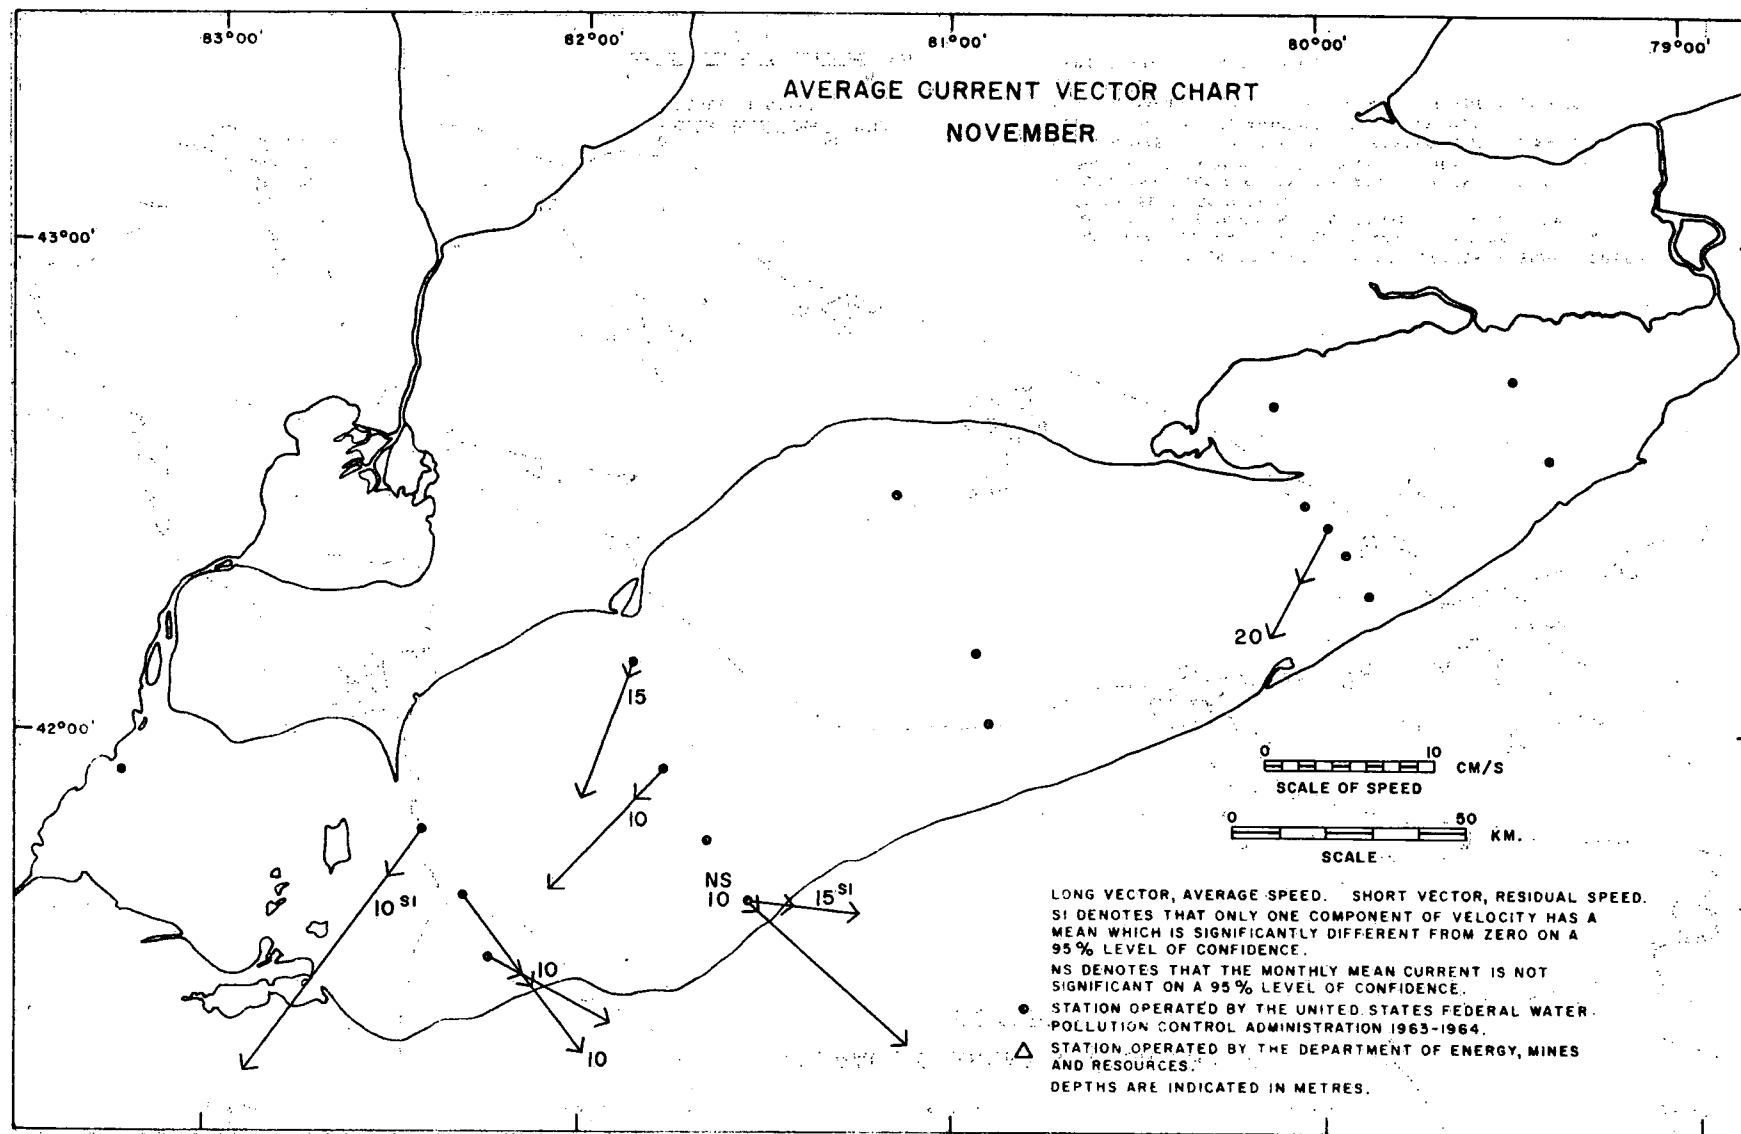 83°00' 82°00' 81°00' 80°00' 79°00'
AVERAGE CURRENT VECTOR CHART
NOVEMBER
43°00'
42°00'
20
15
10
10 SI
NS
10
15 SI
10
10
0 10 CM/S
SCALE OF SPEED
0 50 KM.
SCALE
LONG VECTOR, AVERAGE SPEED. SHORT VECTOR, RESIDUAL SPEED.
SI DENOTES THAT ONLY ONE COMPONENT OF VELOCITY HAS A
MEAN WHICH IS SIGNIFICANTLY DIFFERENT FROM ZERO ON A
95% LEVEL OF CONFIDENCE.
NS DENOTES THAT THE MONTHLY MEAN CURRENT IS NOT
SIGNIFICANT ON A 95% LEVEL OF CONFIDENCE.
STATION OPERATED BY THE UNITED STATES FEDERAL WATER
POLLUTION CONTROL ADMINISTRATION 1963-1964.
STATION OPERATED BY THE DEPARTMENT OF ENERGY, MINES
AND RESOURCES.
DEPTHS ARE INDICATED IN METRES.